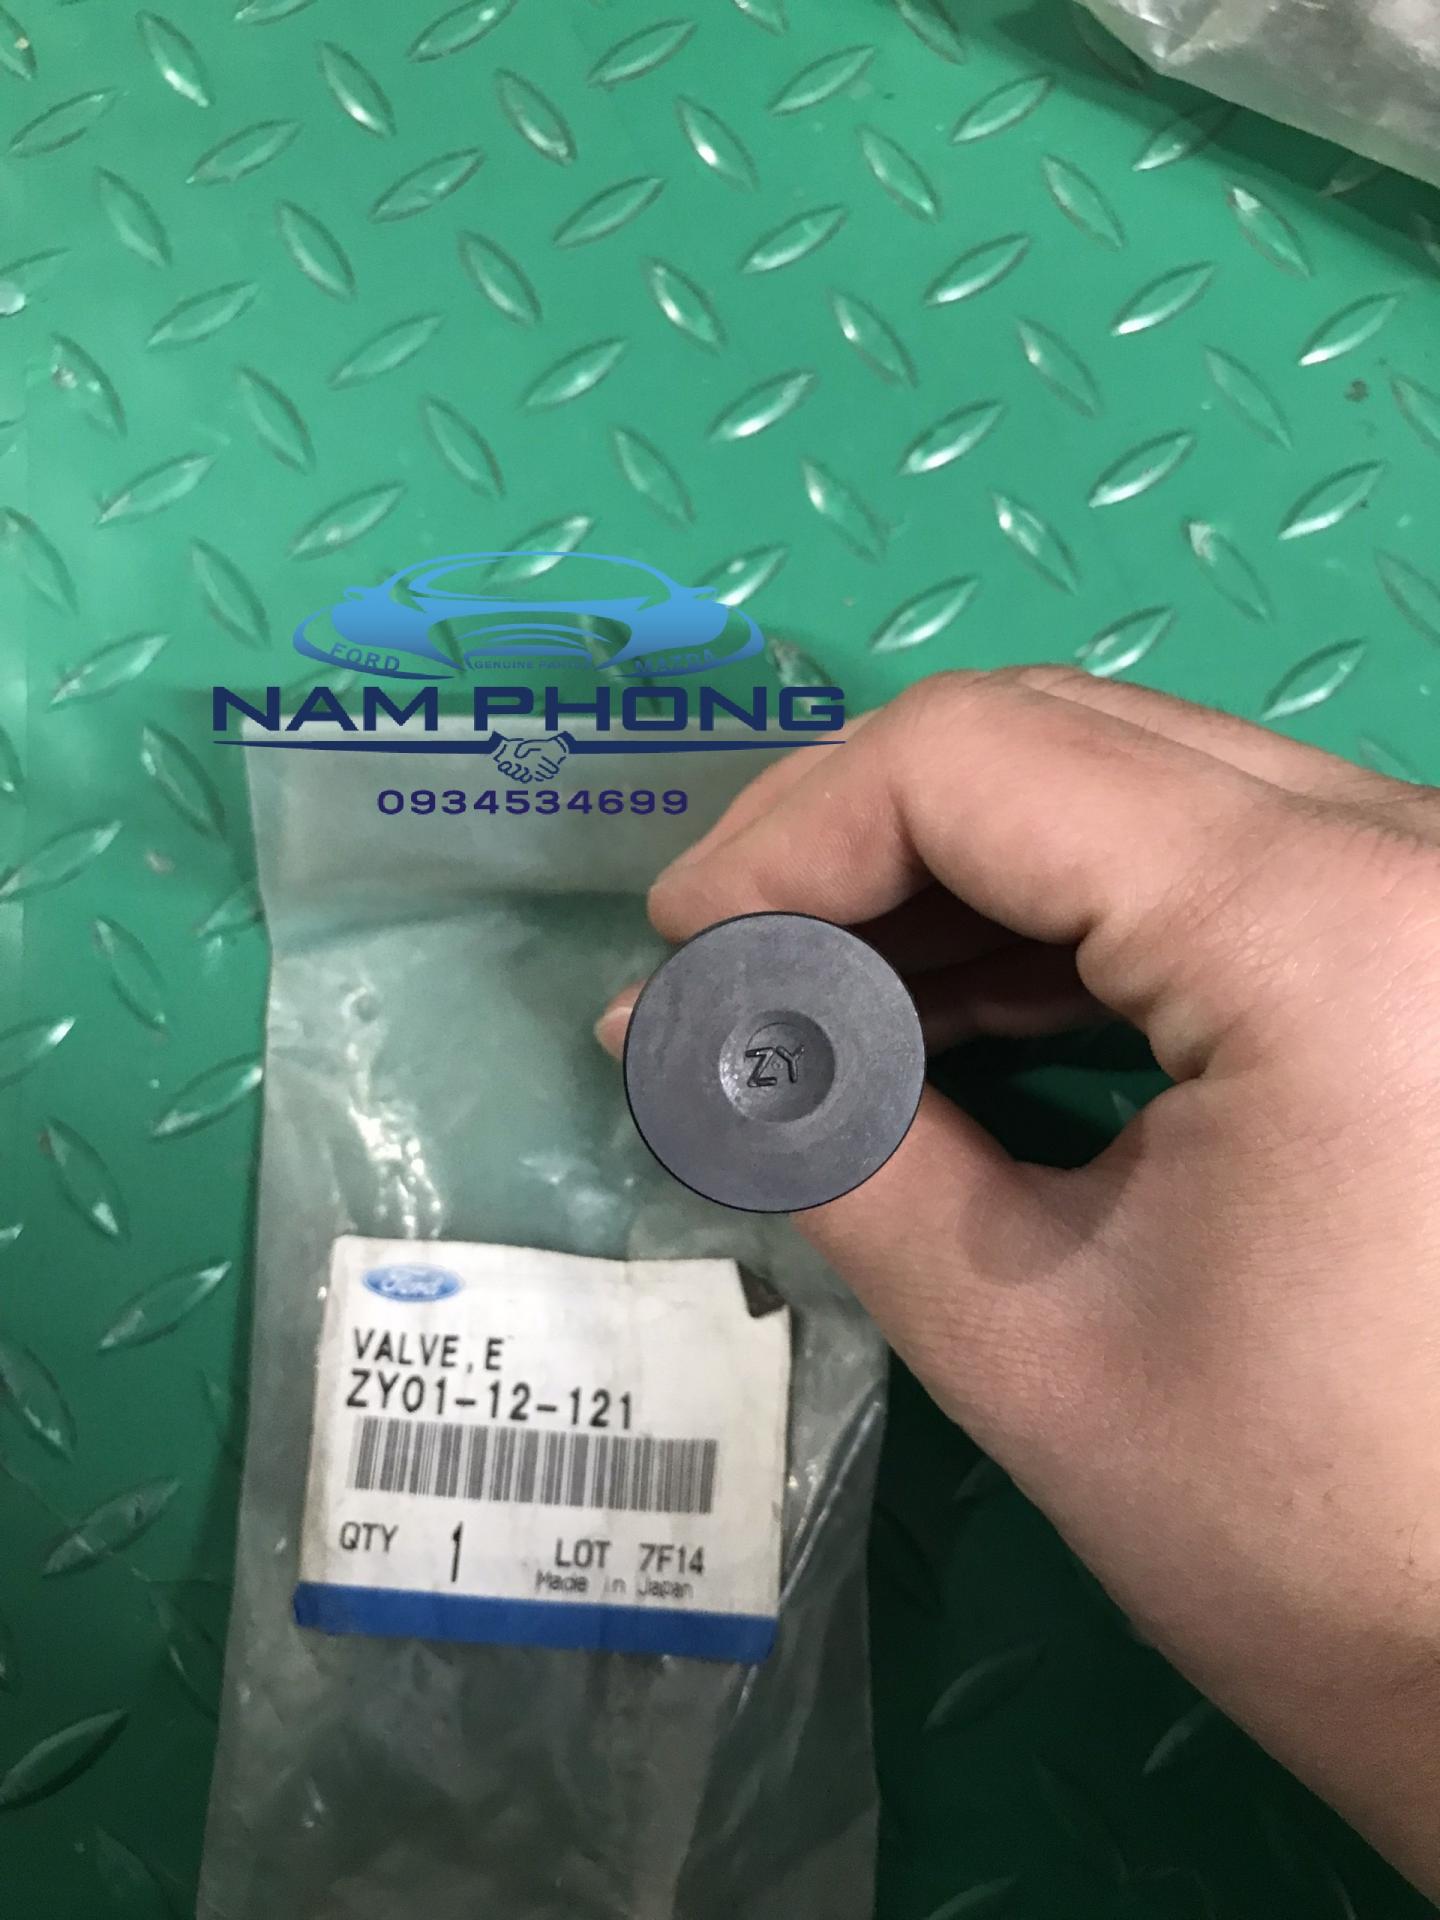 FORD GENUINE PARTS MAZDA
NAM PHONG
0934534699
ZY
Ford
VALVE, E
ZY01-12-121
QTY 1 LOT 7F14
Made in Japan